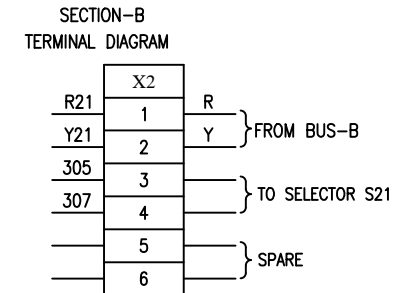 SECTION-B
TERMINAL DIAGRAM
X2
R21 1 R
Y21 2 Y
FROM BUS-B
305 3
307 4
TO SELECTOR S21
5
6
SPARE